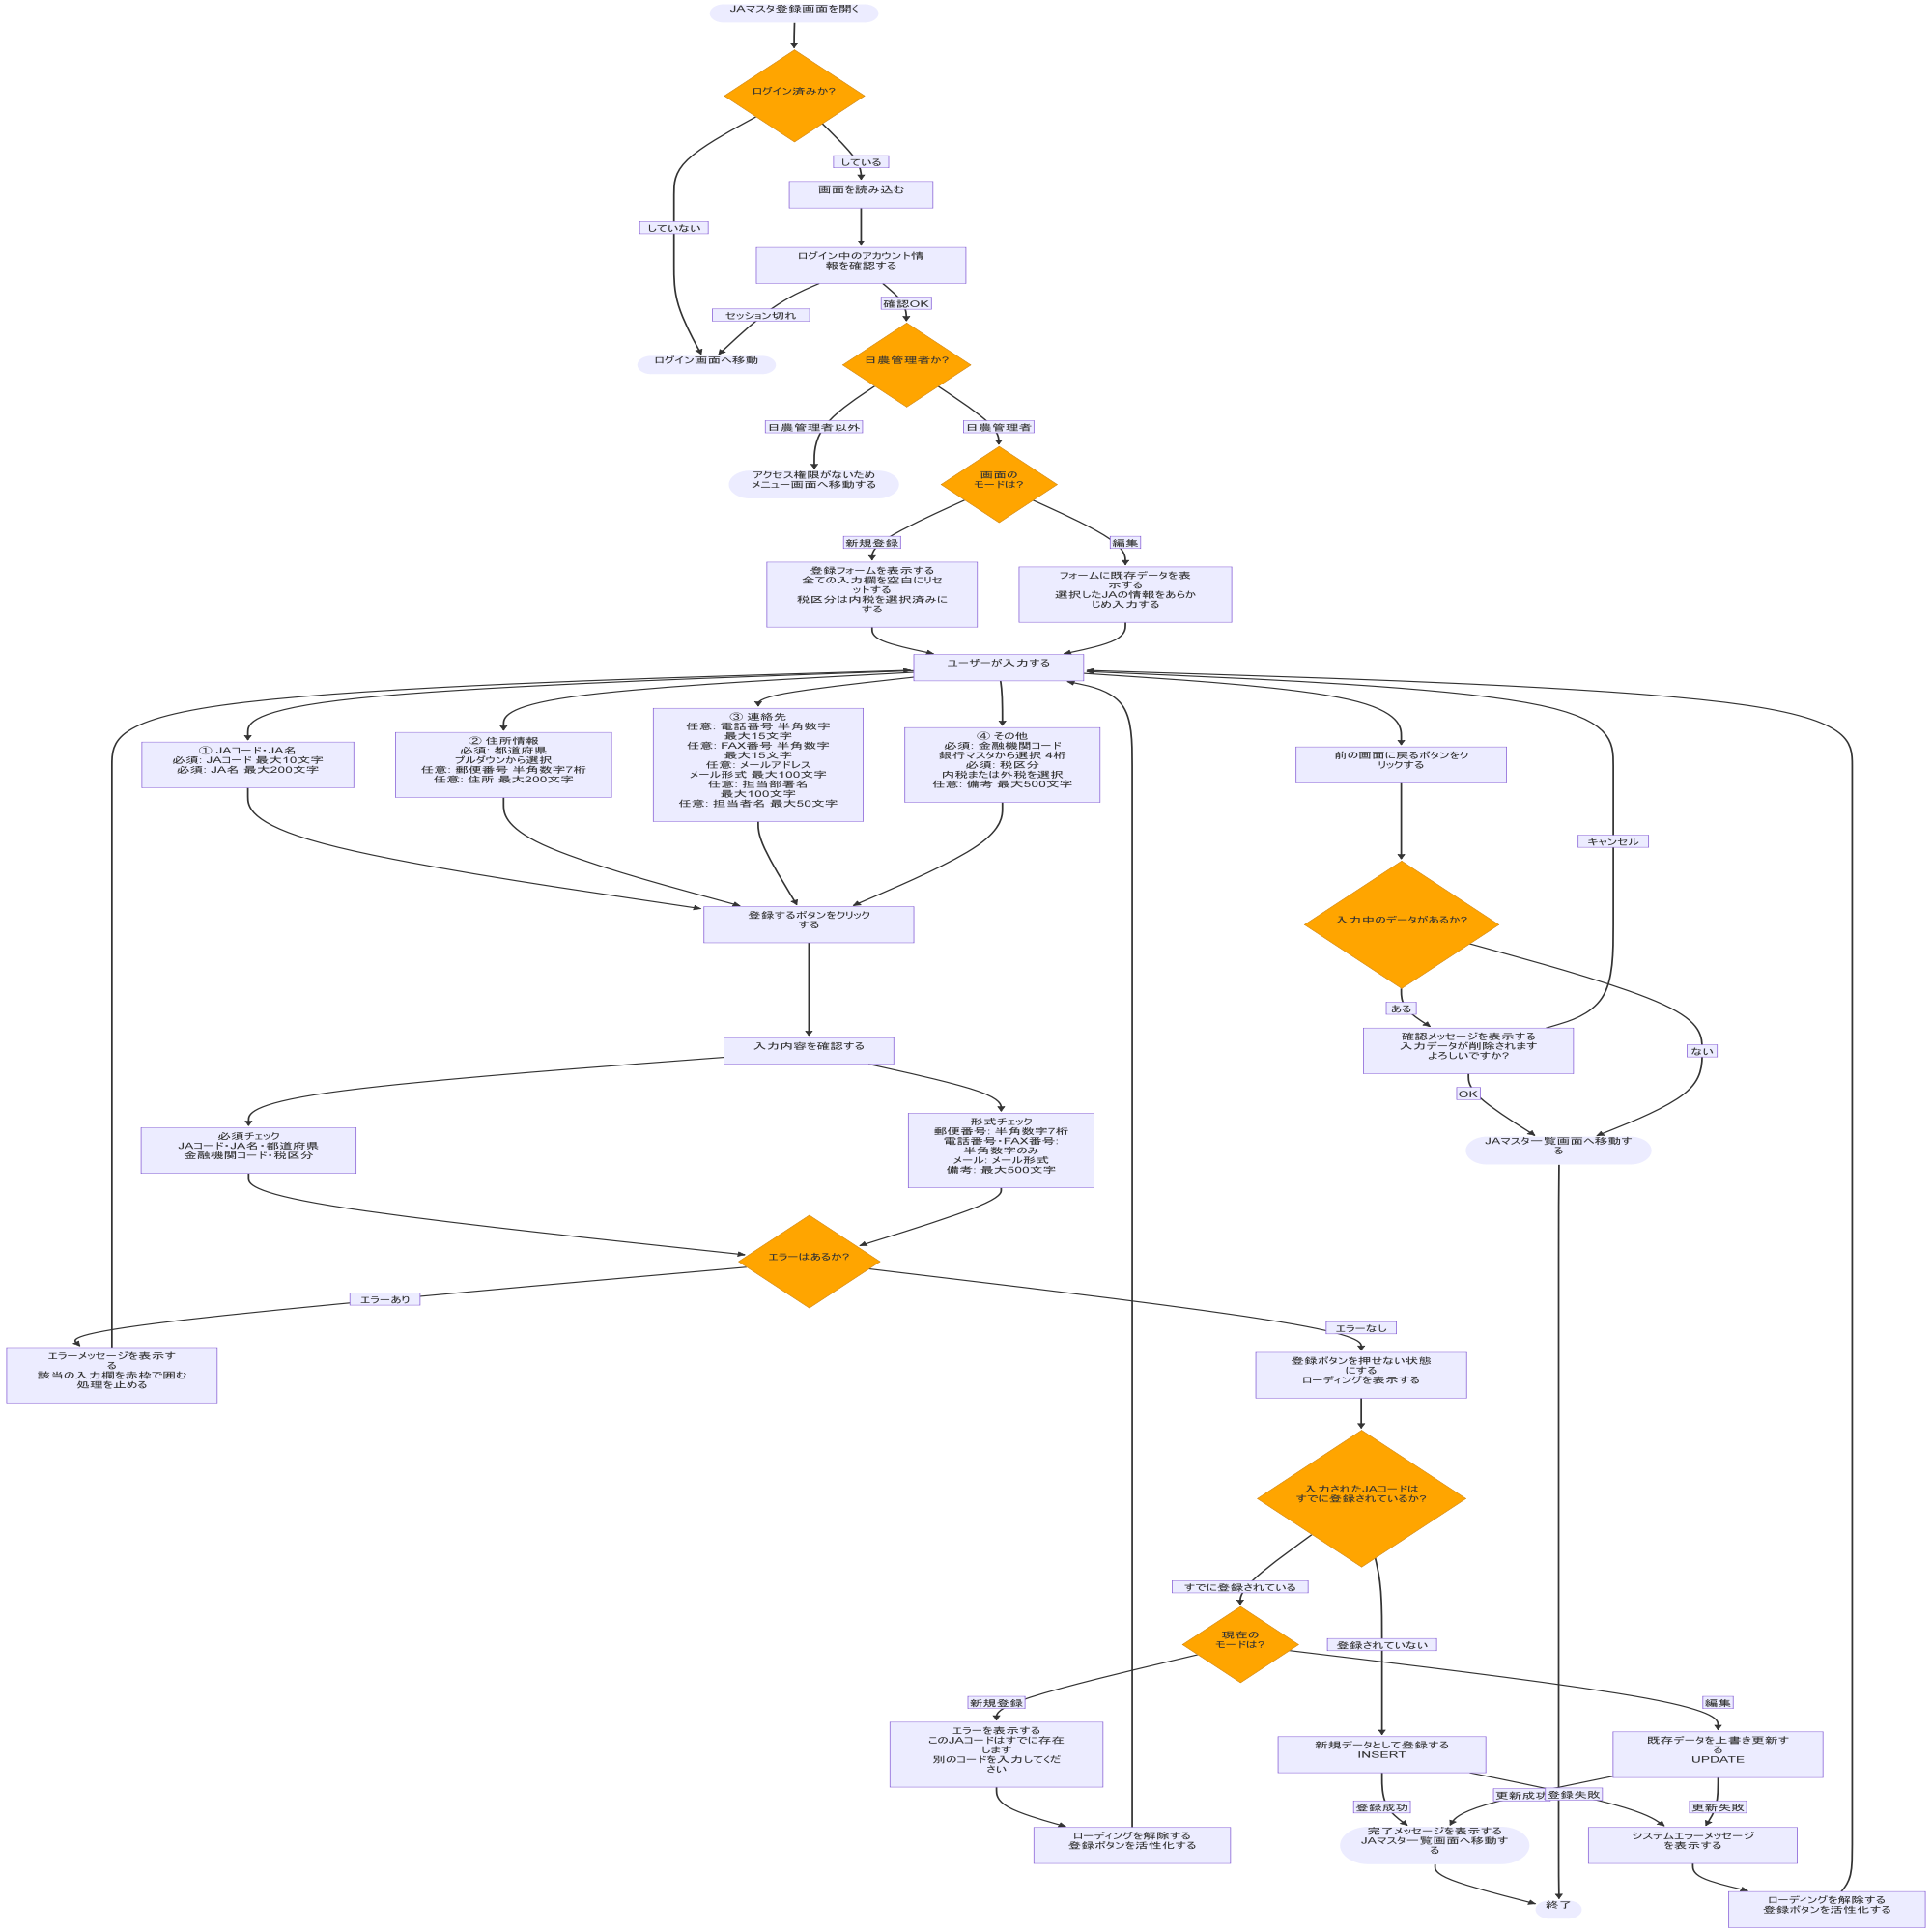 JAマスタ登録画面を開く
ログイン済みか?
している
画面を読み込む
していない
ログイン中のアカウント情
報を確認する
確認OK
セッション切れ
ログイン画面へ移動
日農管理者か?
日農管理者以外
日農管理者
アクセス権限がないため
メニュー画面へ移動する
画面の
モードは?
新規登録
編集
登録フォームを表示する
全ての入力欄を空白にリセ
ットする
税区分は内税を選択済みに
する
フォームに既存データを表
示する
選択したJAの情報をあらか
じめ入力する
ユーザーが入力する
① JAコード・JA名
必須: JAコード 最大10文字
必須: JA名 最大200文字
② 住所情報
必須: 都道府県
プルダウンから選択
任意: 郵便番号 半角数字7桁
任意: 住所 最大200文字
③ 連絡先
任意: 電話番号 半角数字
最大15文字
任意: FAX番号 半角数字
最大15文字
任意: メールアドレス
メール形式 最大100文字
任意: 担当部署名
最大100文字
任意: 担当者名 最大50文字
④ その他
必須: 金融機関コード
銀行マスタから選択 4桁
必須: 税区分
内税または外税を選択
任意: 備考 最大500文字
前の画面に戻るボタンをク
リックする
キャンセル
入力中のデータがあるか?
登録するボタンをクリック
する
ある
確認メッセージを表示する
入力データが削除されます
よろしいですか?
ない
OK
入力内容を確認する
必須チェック
JAコード・JA名・都道府県
金融機関コード・税区分
形式チェック
郵便番号: 半角数字7桁
電話番号・FAX番号:
半角数字のみ
メール: メール形式
備考: 最大500文字
JAマスタ一覧画面へ移動す
る
エラーはあるか?
エラーあり
エラーなし
エラーメッセージを表示す
る
該当の入力欄を赤枠で囲む
処理を止める
登録ボタンを押せない状態
にする
ローディングを表示する
入力されたJAコードは
すでに登録されているか?
すでに登録されている
登録されていない
現在の
モードは?
新規登録
編集
エラーを表示する
このJAコードはすでに存在
します
別のコードを入力してくだ
さい
新規データとして登録する
INSERT
既存データを上書き更新す
る
UPDATE
登録成功
更新成功
登録失敗
更新失敗
ローディングを解除する
登録ボタンを活性化する
完了メッセージを表示する
JAマスタ一覧画面へ移動す
る
システムエラーメッセージ
を表示する
終了
ローディングを解除する
登録ボタンを活性化する